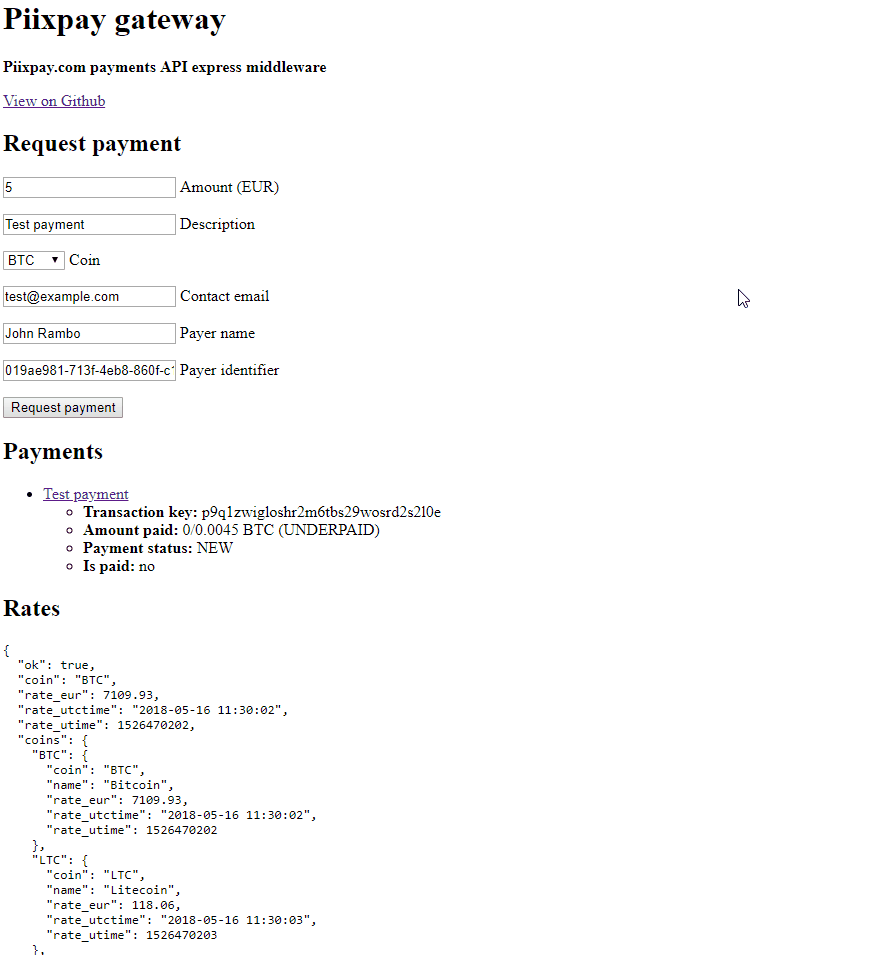 Piixpay gateway
Piixpay.com payments API express middleware
View on Github
Request payment
5 Amount (EUR)
Test payment Description
BTC Coin
test@example.com Contact email
John Rambo Payer name
019ae981-713f-4eb8-860f-c1 Payer identifier
Request payment
Payments
Test payment
Transaction key: p9q1zwigloshr2m6tbs29wosrd2s2l0e
Amount paid: 0/0.0045 BTC (UNDERPAID)
Payment status: NEW
Is paid: no
Rates
{
"ok": true,
"coin": "BTC",
"rate_eur": 7109.93,
"rate_utctime": "2018-05-16 11:30:02",
"rate_utime": 1526470202,
"coins": {
"BTC": {
"coin": "BTC",
"name": "Bitcoin",
"rate_eur": 7109.93,
"rate_utctime": "2018-05-16 11:30:02",
"rate_utime": 1526470202
},
"LTC": {
"coin": "LTC",
"name": "Litecoin",
"rate_eur": 118.06,
"rate_utctime": "2018-05-16 11:30:03",
"rate_utime": 1526470203
},